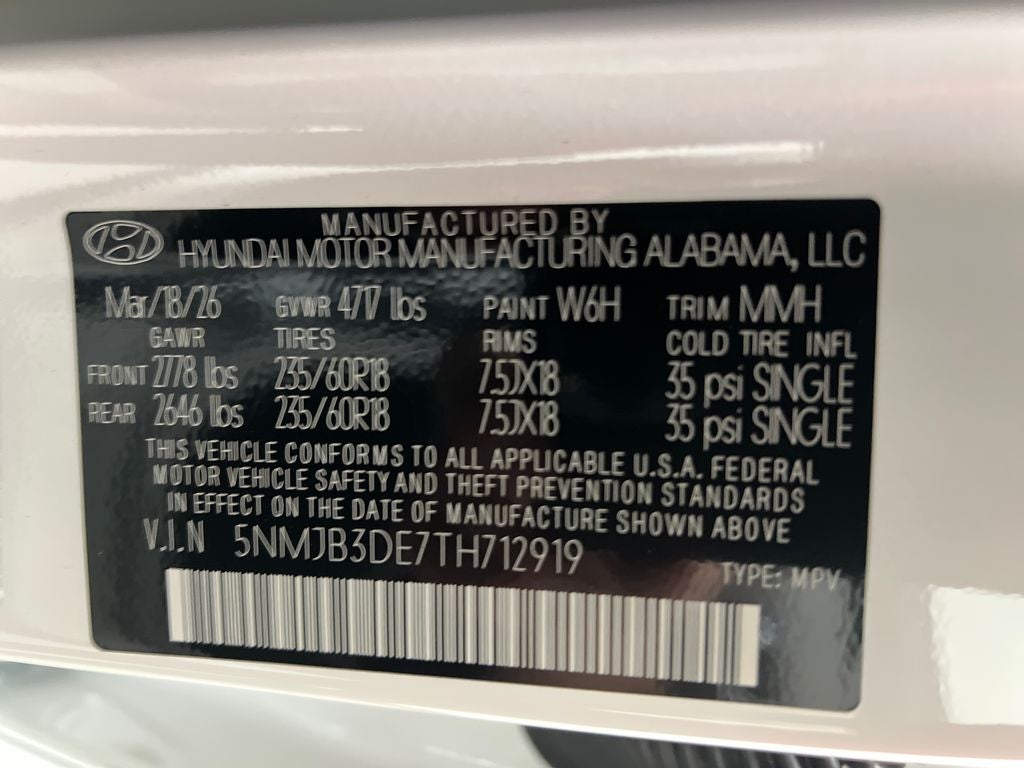 MANUFACTURED BY
HYUNDAI MOTOR MANUFACTURING ALABAMA, LLC
Mar/18/26 GVWR 4717 lbs PAINT W6H TRIM MMH
GAWR TIRES RIMS COLD TIRE INFL
FRONT 2778 lbs 235/60R18 7.5JX18 35 psi SINGLE
REAR 2646 lbs 235/60R18 7.5JX18 35 psi SINGLE
THIS VEHICLE CONFORMS TO ALL APPLICABLE U.S.A. FEDERAL
MOTOR VEHICLE SAFETY AND THEFT PREVENTION STANDARDS
IN EFFECT ON THE DATE OF MANUFACTURE SHOWN ABOVE
V.I.N 5NMJB3DE7TH712919 TYPE: MPV